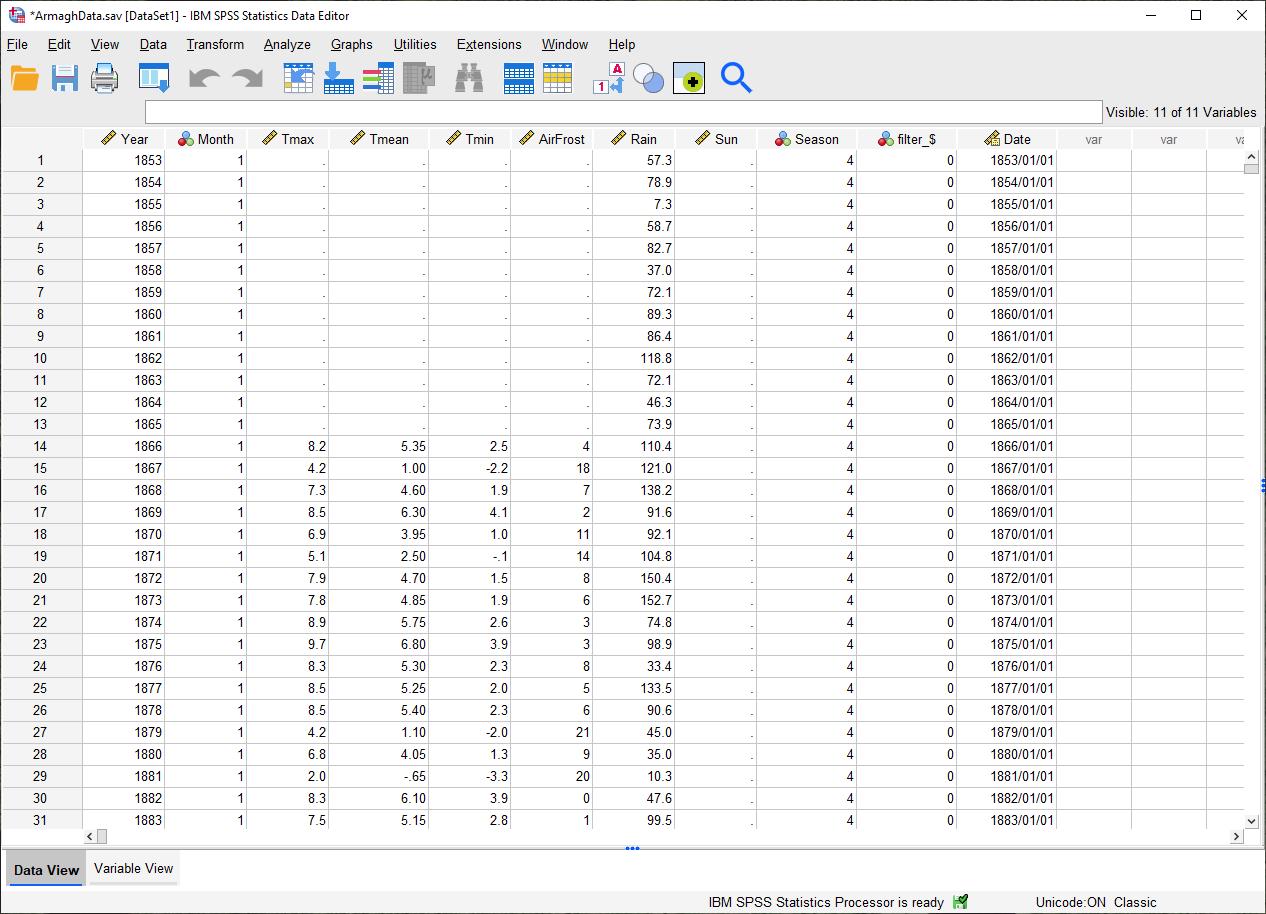 *ArmaghData.sav [DataSet1] - IBM SPSS Statistics Data Editor
File Edit View Data Transform Analyze Graphs Utilities Extensions Window Help
A
1
μ
Visible: 11 of 11 Variables
Year Month Tmax Tmean Tmin AirFrost Rain Sun Season filter_$ Date var var va
1 1853 1 . . . . 57.3 . 4 0 1853/01/01
2 1854 1 . . . . 78.9 . 4 0 1854/01/01
3 1855 1 . . . . 7.3 . 4 0 1855/01/01
4 1856 1 . . . . 58.7 . 4 0 1856/01/01
5 1857 1 . . . . 82.7 . 4 0 1857/01/01
6 1858 1 . . . . 37.0 . 4 0 1858/01/01
7 1859 1 . . . . 72.1 . 4 0 1859/01/01
8 1860 1 . . . . 89.3 . 4 0 1860/01/01
9 1861 1 . . . . 86.4 . 4 0 1861/01/01
10 1862 1 . . . . 118.8 . 4 0 1862/01/01
11 1863 1 . . . . 72.1 . 4 0 1863/01/01
12 1864 1 . . . . 46.3 . 4 0 1864/01/01
13 1865 1 . . . . 73.9 . 4 0 1865/01/01
14 1866 1 8.2 5.35 2.5 4 110.4 . 4 0 1866/01/01
15 1867 1 4.2 1.00 -2.2 18 121.0 . 4 0 1867/01/01
16 1868 1 7.3 4.60 1.9 7 138.2 . 4 0 1868/01/01
17 1869 1 8.5 6.30 4.1 2 91.6 . 4 0 1869/01/01
18 1870 1 6.9 3.95 1.0 11 92.1 . 4 0 1870/01/01
19 1871 1 5.1 2.50 -.1 14 104.8 . 4 0 1871/01/01
20 1872 1 7.9 4.70 1.5 8 150.4 . 4 0 1872/01/01
21 1873 1 7.8 4.85 1.9 6 152.7 . 4 0 1873/01/01
22 1874 1 8.9 5.75 2.6 3 74.8 . 4 0 1874/01/01
23 1875 1 9.7 6.80 3.9 3 98.9 . 4 0 1875/01/01
24 1876 1 8.3 5.30 2.3 8 33.4 . 4 0 1876/01/01
25 1877 1 8.5 5.25 2.0 5 133.5 . 4 0 1877/01/01
26 1878 1 8.5 5.40 2.3 6 90.6 . 4 0 1878/01/01
27 1879 1 4.2 1.10 -2.0 21 45.0 . 4 0 1879/01/01
28 1880 1 6.8 4.05 1.3 9 35.0 . 4 0 1880/01/01
29 1881 1 2.0 -.65 -3.3 20 10.3 . 4 0 1881/01/01
30 1882 1 8.3 6.10 3.9 0 47.6 . 4 0 1882/01/01
31 1883 1 7.5 5.15 2.8 1 99.5 . 4 0 1883/01/01
Data View Variable View
IBM SPSS Statistics Processor is ready Unicode:ON Classic